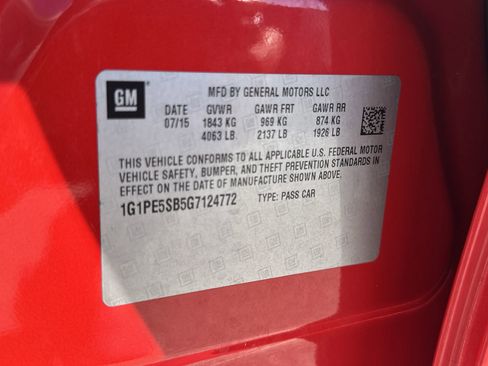 GM
MFD BY GENERAL MOTORS LLC
DATE GVWR GAWR FRT GAWR RR
07/15 1843 KG 969 KG 874 KG
4063 LB 2137 LB 1926 LB
THIS VEHICLE CONFORMS TO ALL APPLICABLE U.S. FEDERAL MOTOR
VEHICLE SAFETY, BUMPER, AND THEFT PREVENTION STANDARDS IN
EFFECT ON THE DATE OF MANUFACTURE SHOWN ABOVE.
1G1PE5SB5G7124772 TYPE: PASS CAR